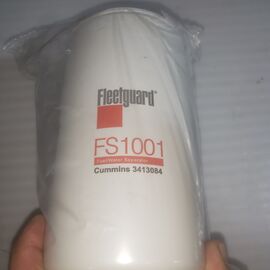 Fleetguard®
FS1001
Fuel/Water Separator
Cummins 3413084